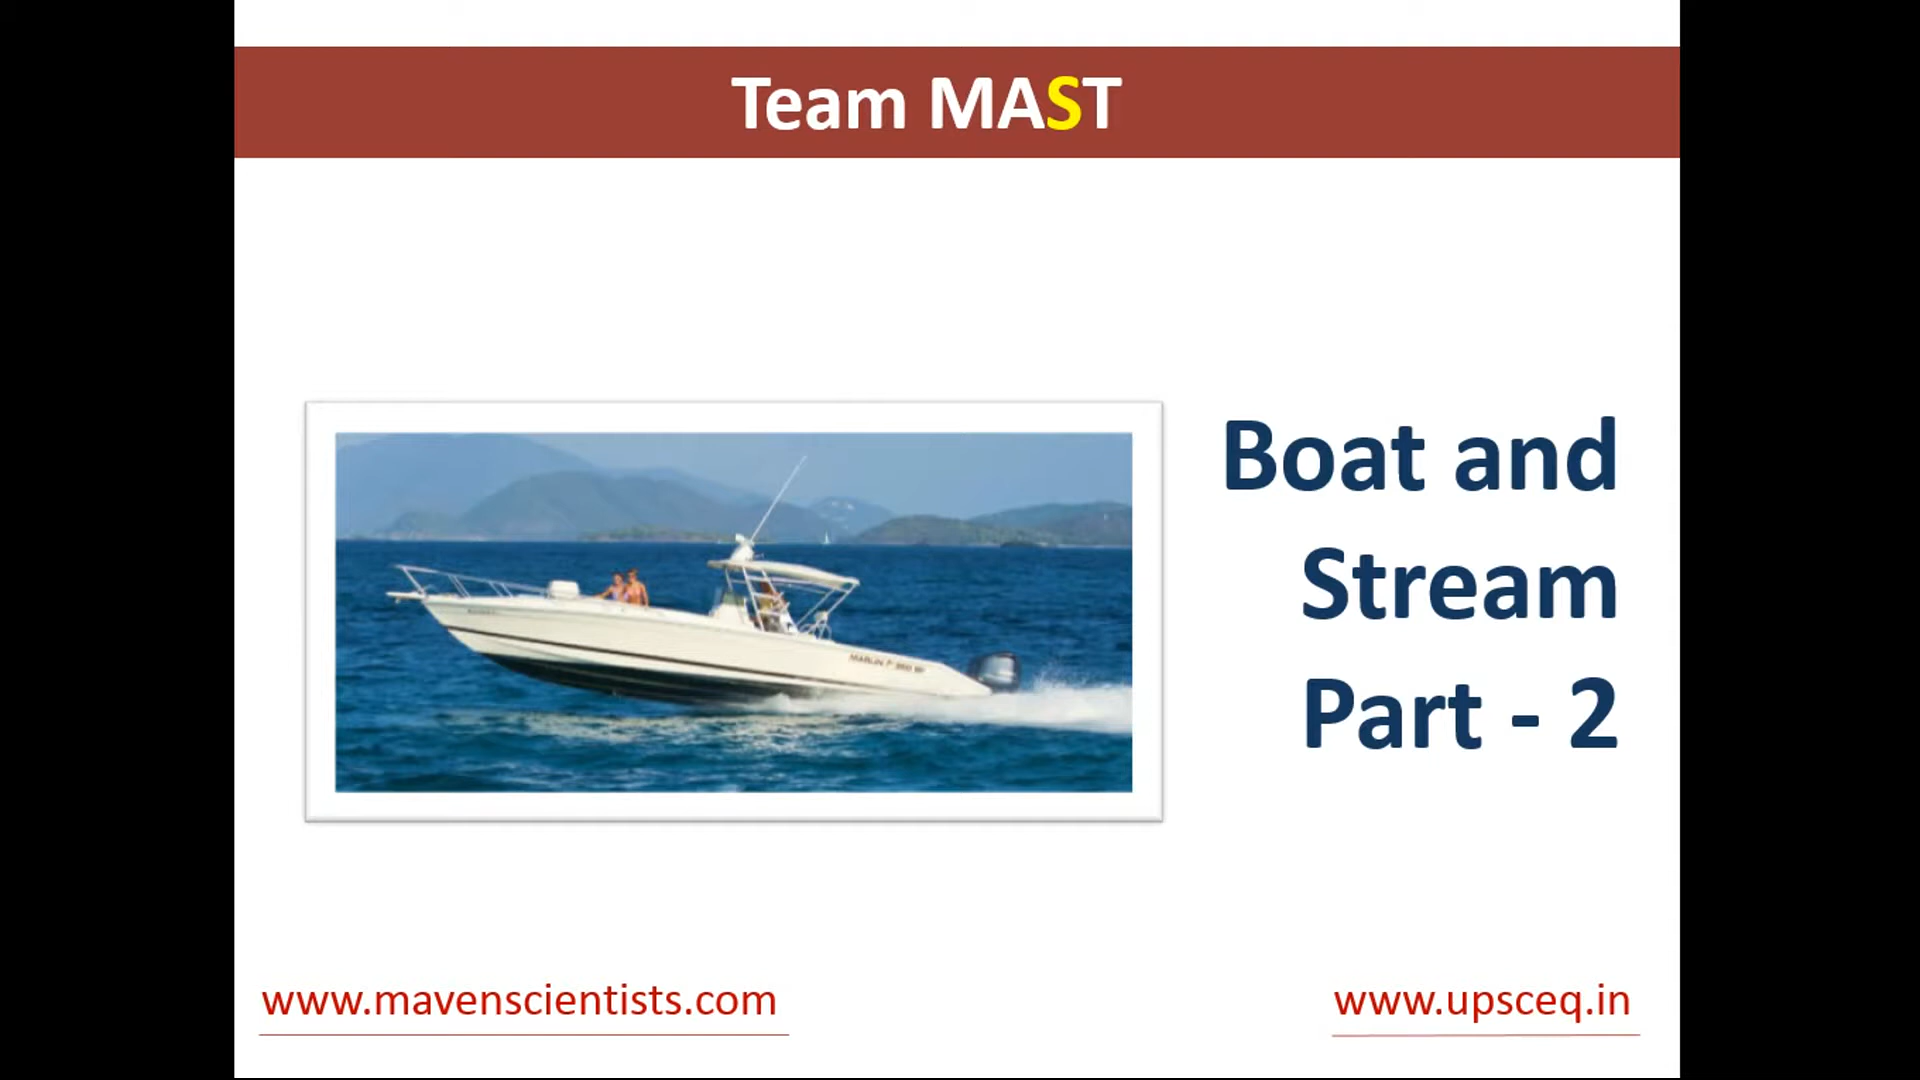 Team MAST
Boat and
Stream
Part - 2
www.mavenscientists.com
www.upsceq.in